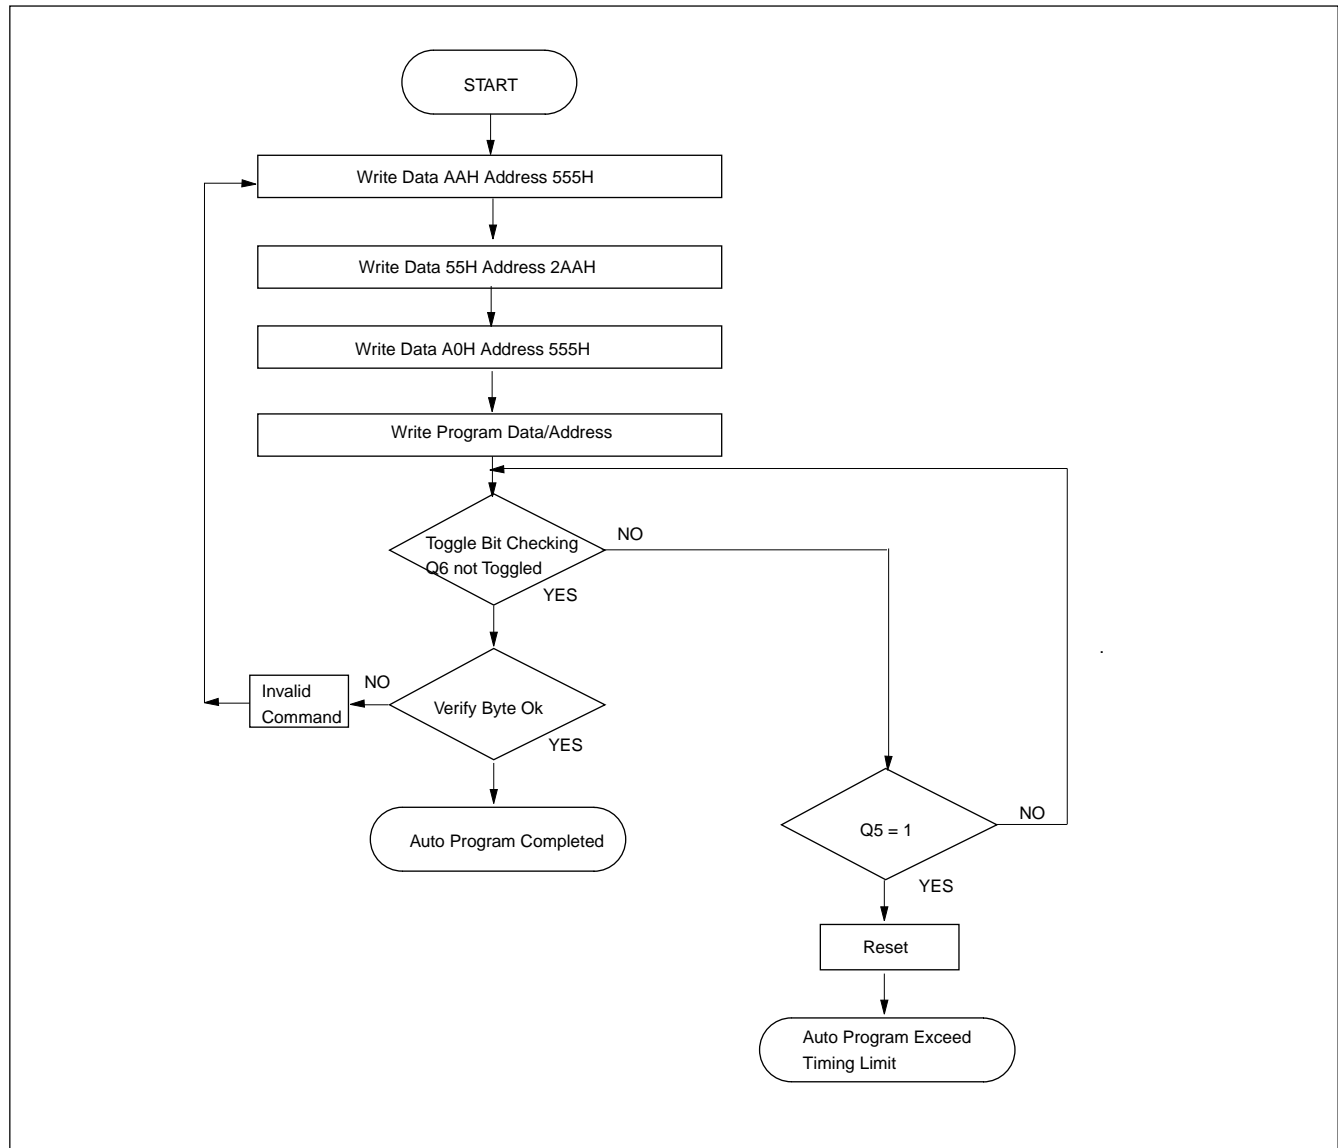 START
Write Data AAH Address 555H
Write Data 55H Address 2AAH
Write Data A0H Address 555H
Write Program Data/Address
Toggle Bit Checking
Q6 not Toggled
NO
YES
Invalid
Command
NO
Verify Byte Ok
YES
Auto Program Completed
Q5 = 1
NO
YES
Reset
Auto Program Exceed
Timing Limit